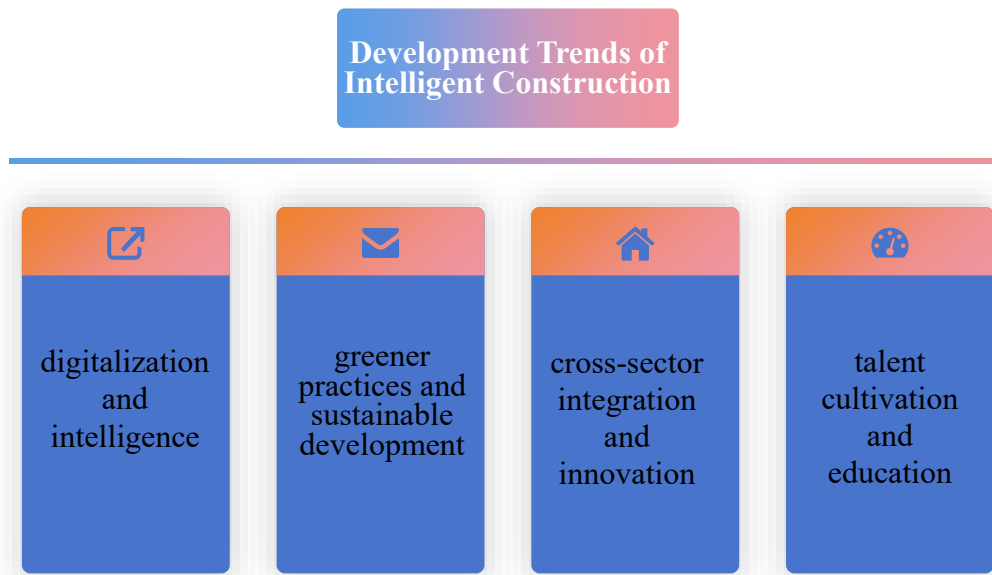 Development Trends of
Intelligent Construction
digitalization
and
intelligence
greener
practices and
sustainable
development
cross-sector
integration
and
innovation
talent
cultivation
and
education